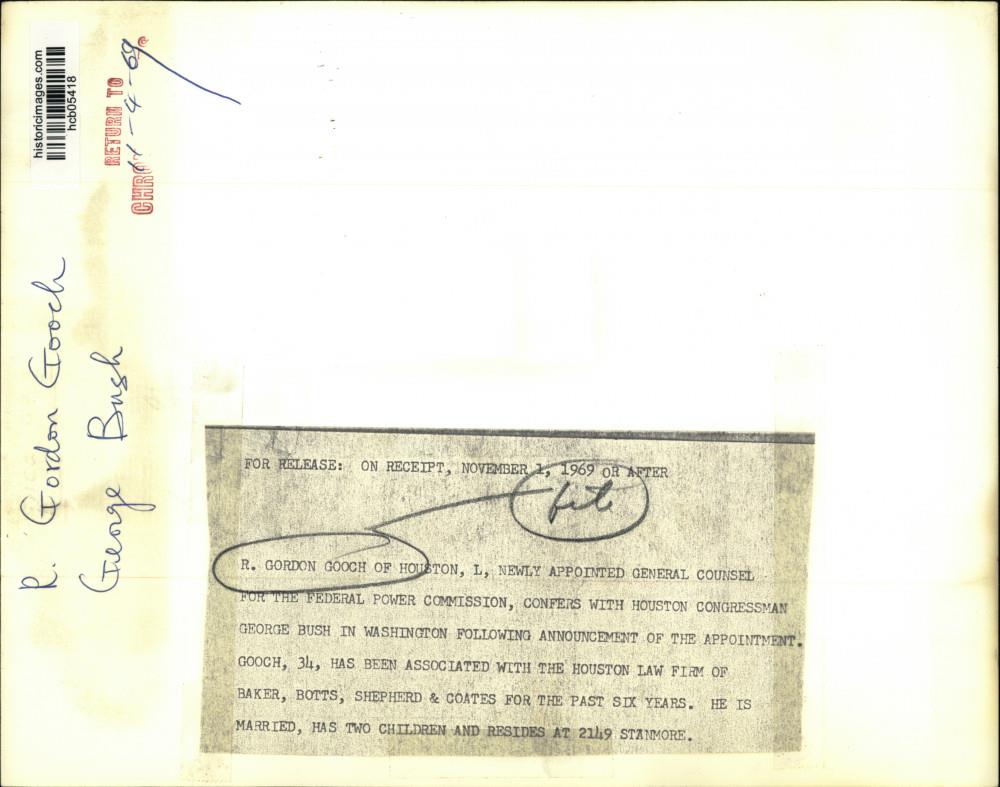 historicimages.com
hcb05418
RETURN TO
CHR
11-4-69
R. Gordon Gooch
George Bush
FOR RELEASE: ON RECEIPT, NOVEMBER 1, 1969 OR AFTER
R. GORDON GOOCH OF HOUSTON, L, NEWLY APPOINTED GENERAL COUNSEL
FOR THE FEDERAL POWER COMMISSION, CONFERS WITH HOUSTON CONGRESSMAN
GEORGE BUSH IN WASHINGTON FOLLOWING ANNOUNCEMENT OF THE APPOINTMENT.
GOOCH, 34, HAS BEEN ASSOCIATED WITH THE HOUSTON LAW FIRM OF
BAKER, BOTTS, SHEPHERD & COATES FOR THE PAST SIX YEARS. HE IS
MARRIED, HAS TWO CHILDREN AND RESIDES AT 2149 STANMORE.